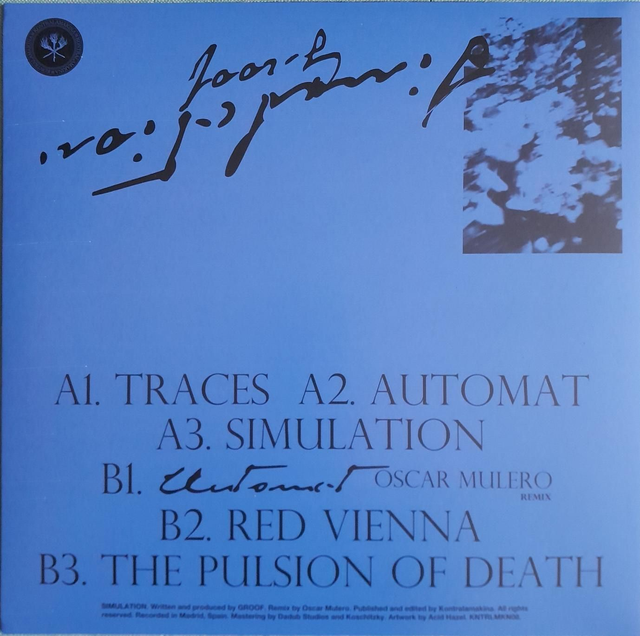 A1. TRACES A2. AUTOMAT
A3. SIMULATION
B1. Automat OSCAR MULERO
REMIX
B2. RED VIENNA
B3. THE PULSION OF DEATH
SIMULATION. Written and produced by GROOF. Remix by Oscar Mulero. Published and edited by Kontralamaking. All rights
reserved. Recorded in Madrid, Spain. Mastering by Dadub Studios and Koschitzky. Artwork by Acid Hazel.